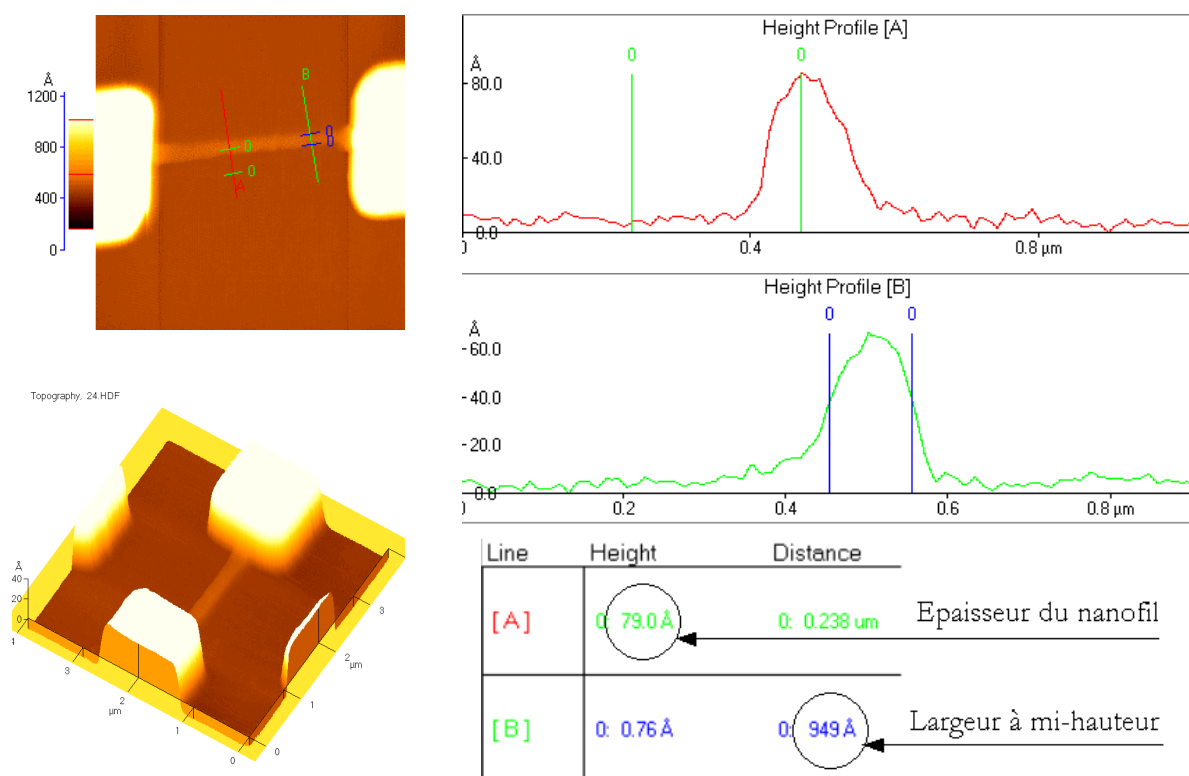 Å
1200
800
400
0
B
0
0
0
0
A
Height Profile [A]
0 0
Å
80.0
40.0
0.0
0 0.4 0.8 µm
Height Profile [B]
0 0
Å
60.0
40.0
20.0
0.0
0.2 0.4 0.6 0.8 µm
Topography, 24.HDF
Å
40
20
0
4
3
2
µm
1
0
0
1
2
µm
3
Line Height Distance
[A] 0: 79.0 Å 0: 0.238 um Epaisseur du nanofil
[B] 0: 0.76 Å 0: 949 Å Largeur à mi-hauteur